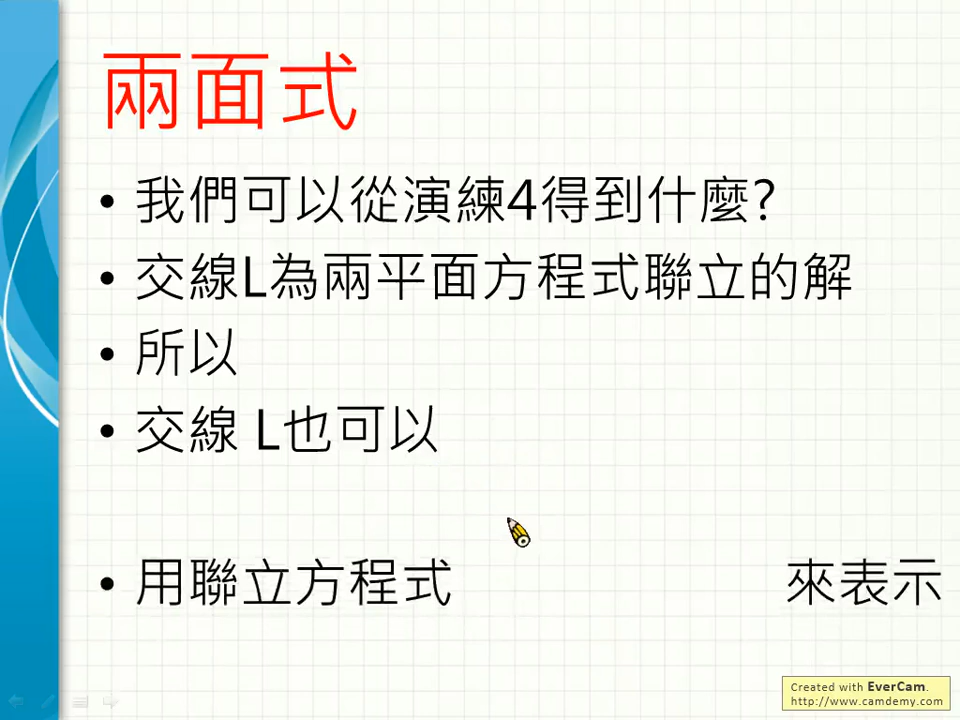 兩面式
• 我們可以從演練4得到什麼?
• 交線L為兩平面方程式聯立的解
• 所以
• 交線 L也可以
• 用聯立方程式 來表示
Created with EverCam.
http://www.camdemy.com